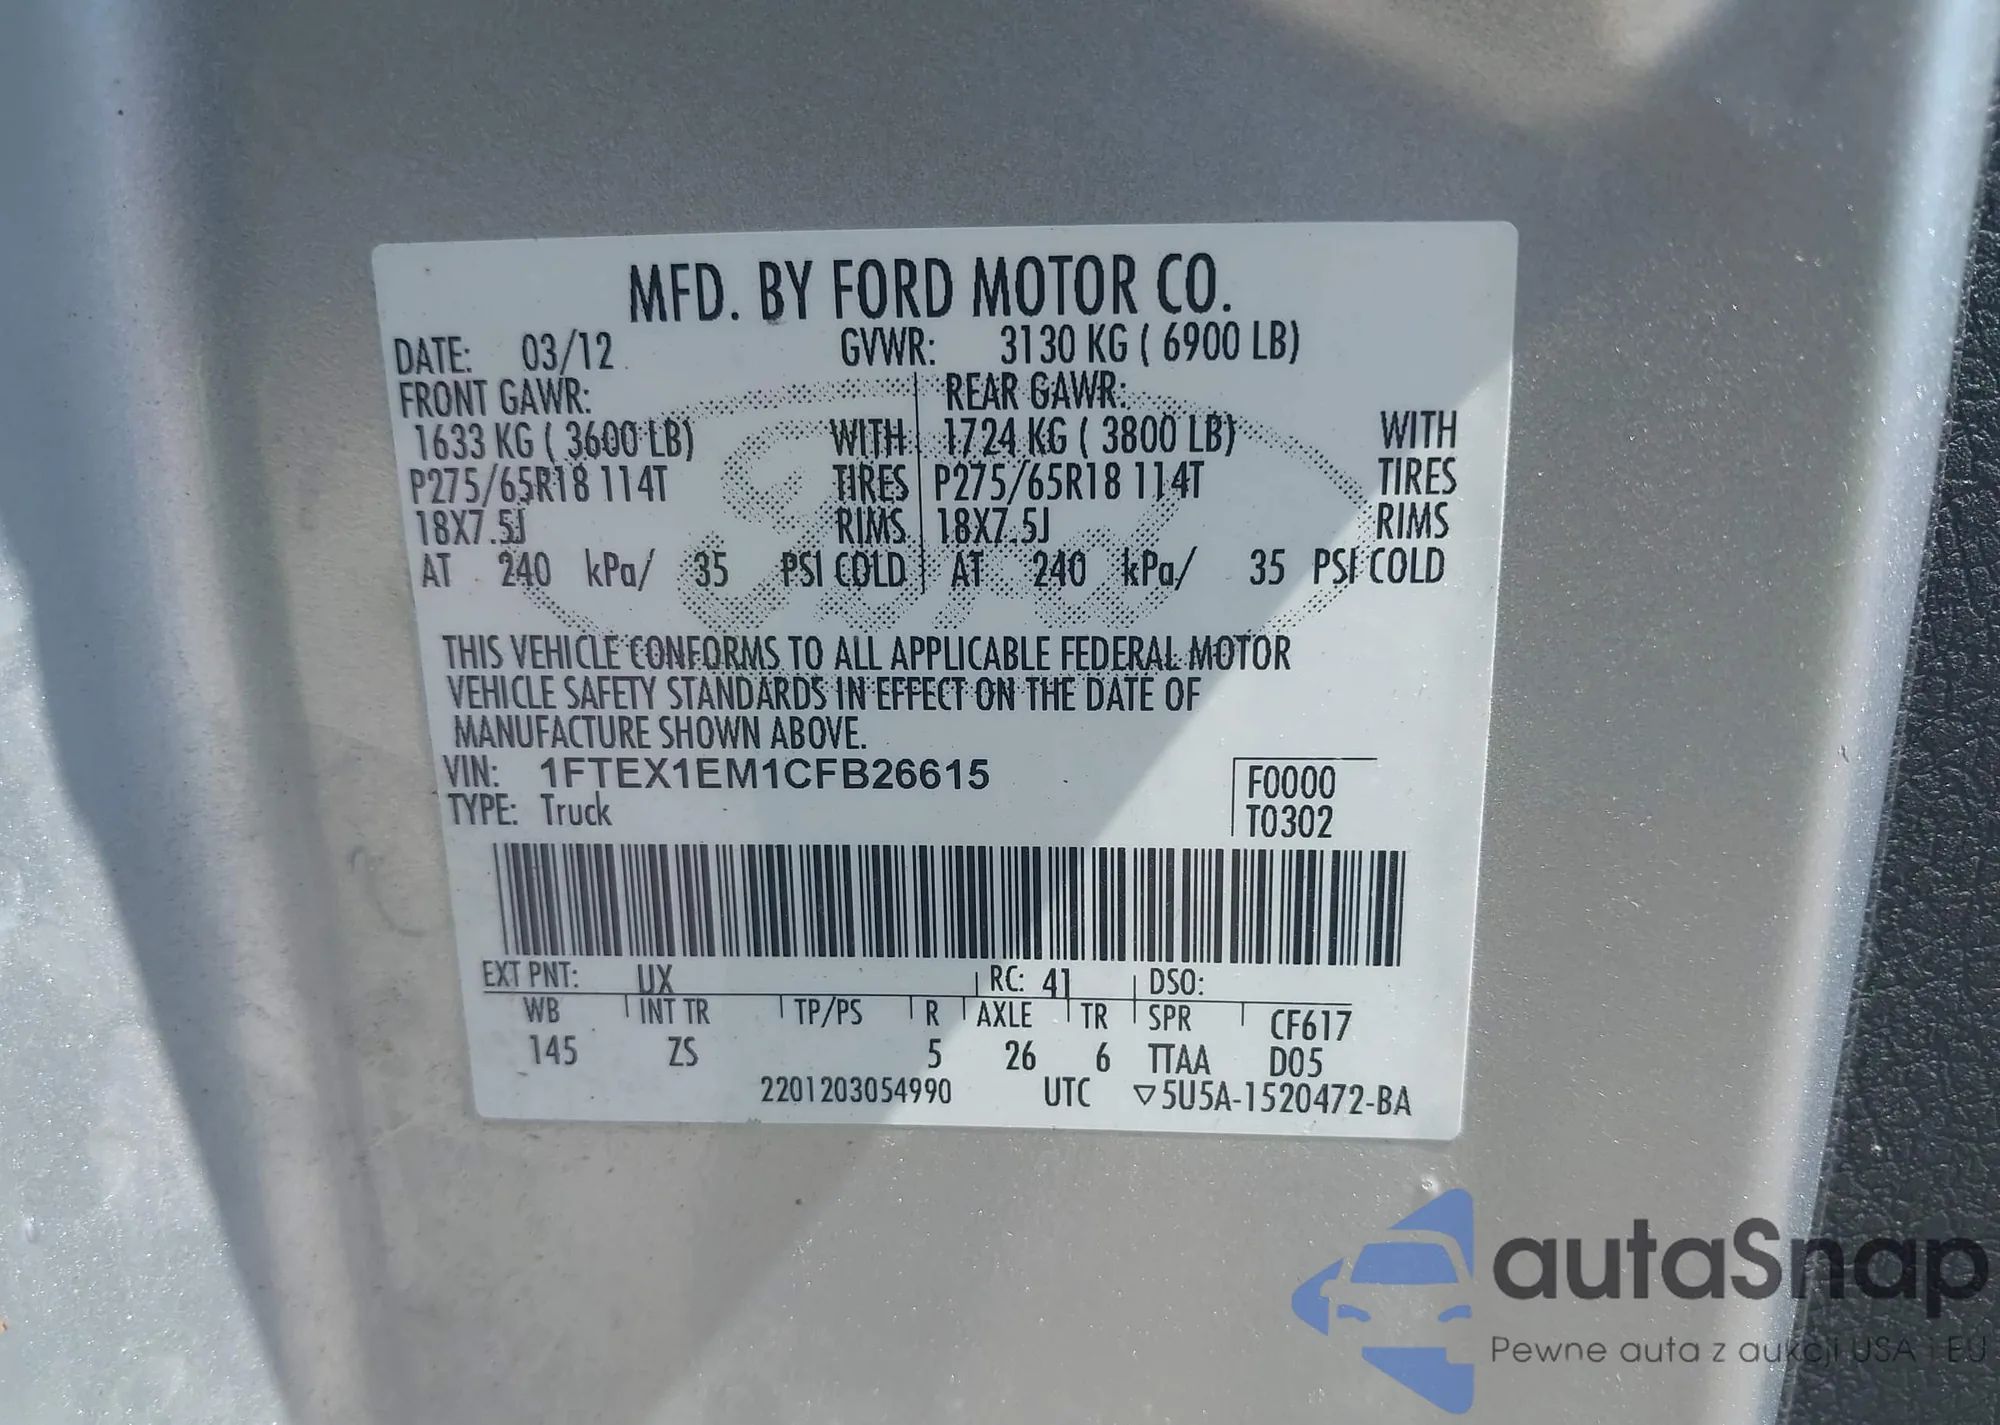 MFD. BY FORD MOTOR CO.
DATE: 03/12 GVWR: 3130 KG ( 6900 LB)
FRONT GAWR: REAR GAWR:
1633 KG ( 3600 LB) WITH 1724 KG ( 3800 LB) WITH
P275/65R18 114T TIRES P275/65R18 114T TIRES
18X7.5J RIMS 18X7.5J RIMS
AT 240 kPa/ 35 PSI COLD AT 240 kPa/ 35 PSI COLD
THIS VEHICLE CONFORMS TO ALL APPLICABLE FEDERAL MOTOR
VEHICLE SAFETY STANDARDS IN EFFECT ON THE DATE OF
MANUFACTURE SHOWN ABOVE.
VIN: 1FTEX1EM1CFB26615 F0000
TYPE: Truck T0302
EXT PNT: UX RC: 41 DSO:
WB INT TR TP/PS R AXLE TR SPR CF617
145 ZS 5 26 6 TTAA D05
2201203054990 UTC ▽5U5A-1520472-BA
autaSnap
Pewne auta z aukcji USA i EU